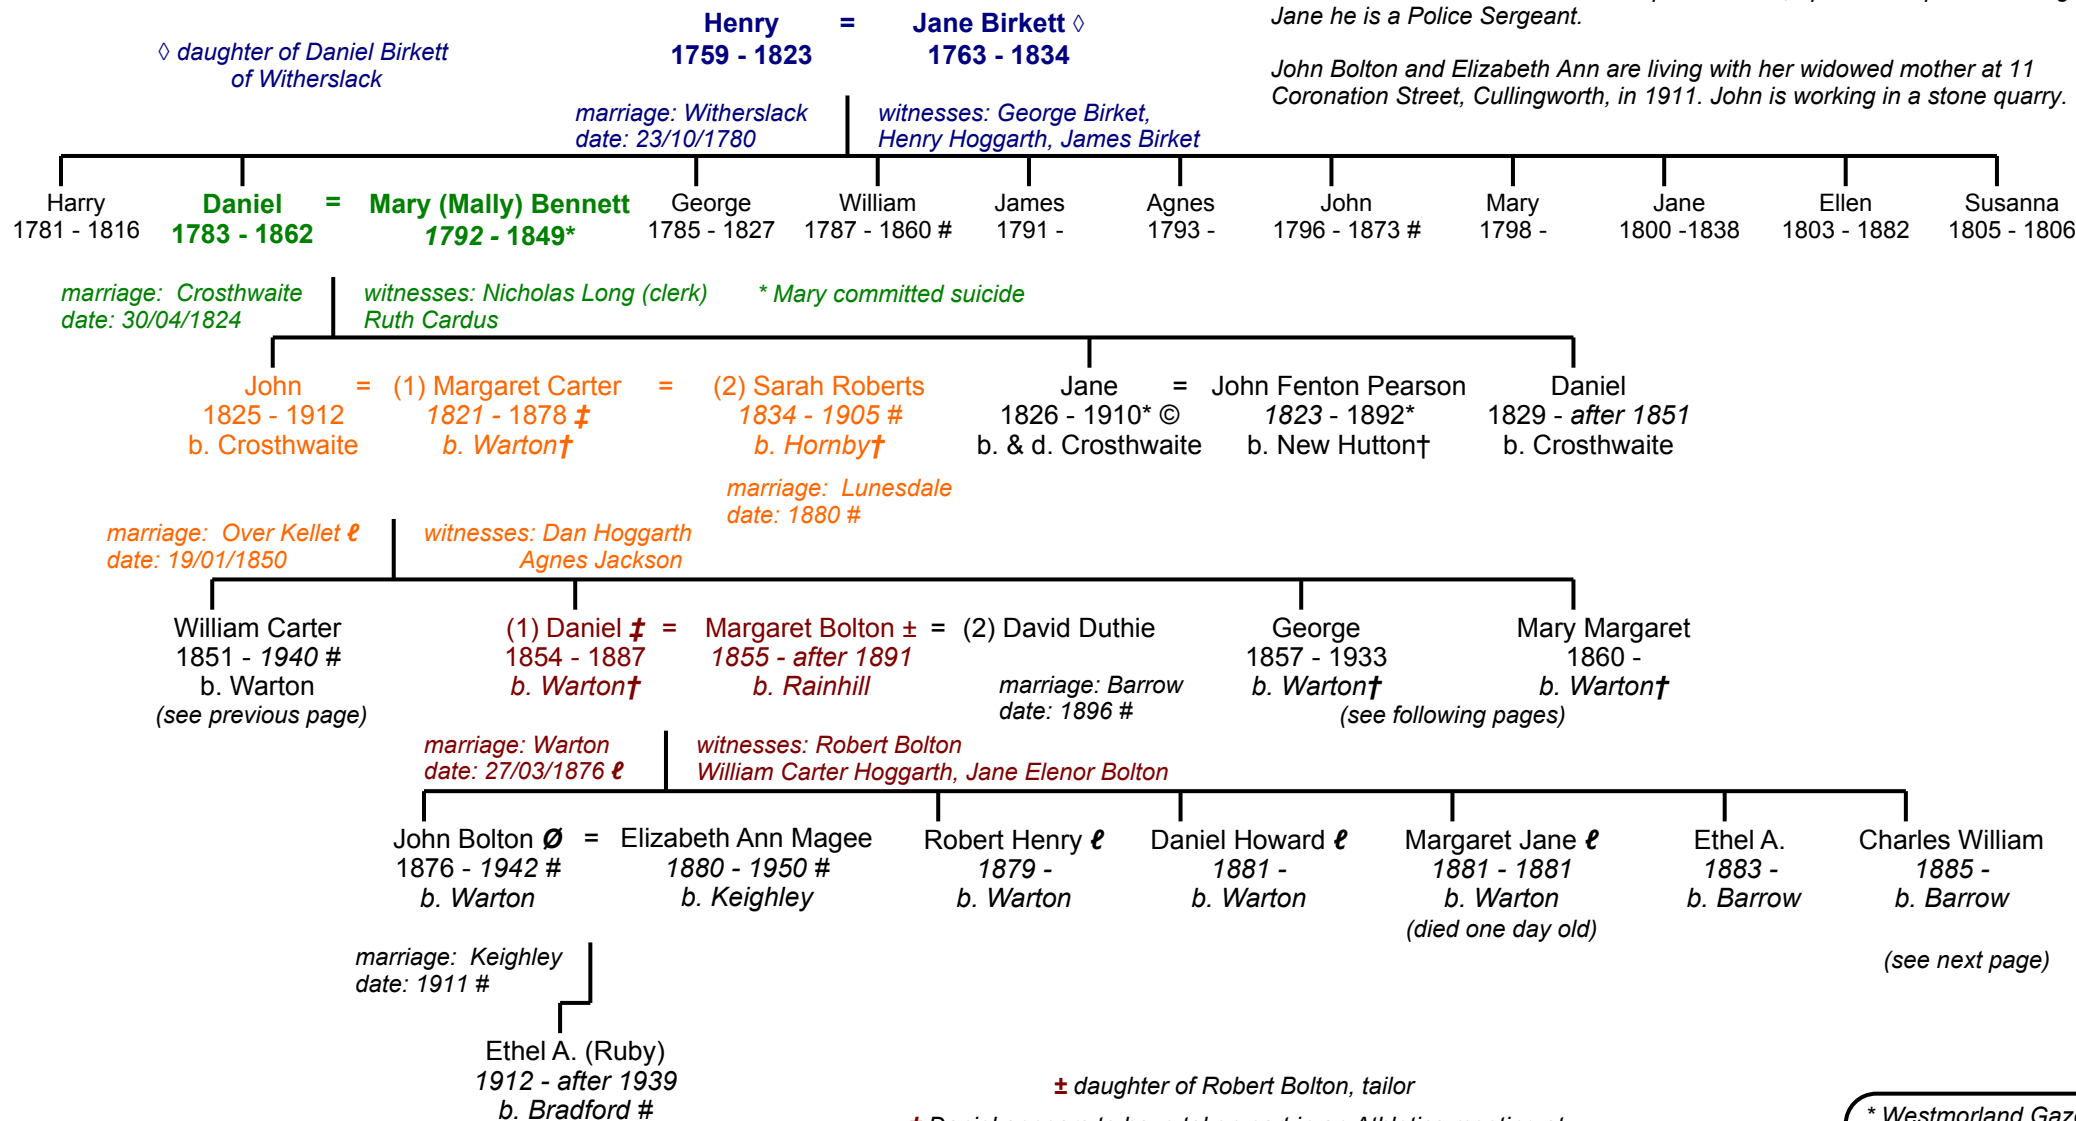 Henry = Jane Birkett ◊
1759 - 1823 1763 - 1834
◊ daughter of Daniel Birkett
of Witherslack
Jane he is a Police Sergeant.
John Bolton and Elizabeth Ann are living with her widowed mother at 11
Coronation Street, Cullingworth, in 1911. John is working in a stone quarry.
marriage: Witherslack
date: 23/10/1780
witnesses: George Birket,
Henry Hoggarth, James Birket
Harry
1781 - 1816
Daniel = Mary (Mally) Bennett
1783 - 1862 1792 - 1849*
George
1785 - 1827
William
1787 - 1860 #
James
1791 -
Agnes
1793 -
John
1796 - 1873 #
Mary
1798 -
Jane
1800 -1838
Ellen
1803 - 1882
Susanna
1805 - 1806
marriage: Crosthwaite
date: 30/04/1824
witnesses: Nicholas Long (clerk)
Ruth Cardus
* Mary committed suicide
John = (1) Margaret Carter = (2) Sarah Roberts
1825 - 1912 1821 - 1878 ‡ 1834 - 1905 #
b. Crosthwaite b. Warton† b. Hornby†
Jane = John Fenton Pearson
1826 - 1910* © 1823 - 1892*
b. & d. Crosthwaite b. New Hutton†
Daniel
1829 - after 1851
b. Crosthwaite
marriage: Lunesdale
date: 1880 #
marriage: Over Kellet ℓ
date: 19/01/1850
witnesses: Dan Hoggarth
Agnes Jackson
William Carter
1851 - 1940 #
b. Warton
(see previous page)
(1) Daniel ‡ = Margaret Bolton ± = (2) David Duthie
1854 - 1887 1855 - after 1891
b. Warton† b. Rainhill
marriage: Barrow
date: 1896 #
George
1857 - 1933
b. Warton†
Mary Margaret
1860 -
b. Warton†
(see following pages)
marriage: Warton
date: 27/03/1876 ℓ
witnesses: Robert Bolton
William Carter Hoggarth, Jane Elenor Bolton
John Bolton Ø = Elizabeth Ann Magee
1876 - 1942 # 1880 - 1950 #
b. Warton b. Keighley
Robert Henry ℓ
1879 -
b. Warton
Daniel Howard ℓ
1881 -
b. Warton
Margaret Jane ℓ
1881 - 1881
b. Warton
(died one day old)
Ethel A.
1883 -
b. Barrow
Charles William
1885 -
b. Barrow
(see next page)
marriage: Keighley
date: 1911 #
Ethel A. (Ruby)
1912 - after 1939
b. Bradford #
± daughter of Robert Bolton, tailor
‡ Daniel appears to have taken part in an Athletics meeting at
* Westmorland